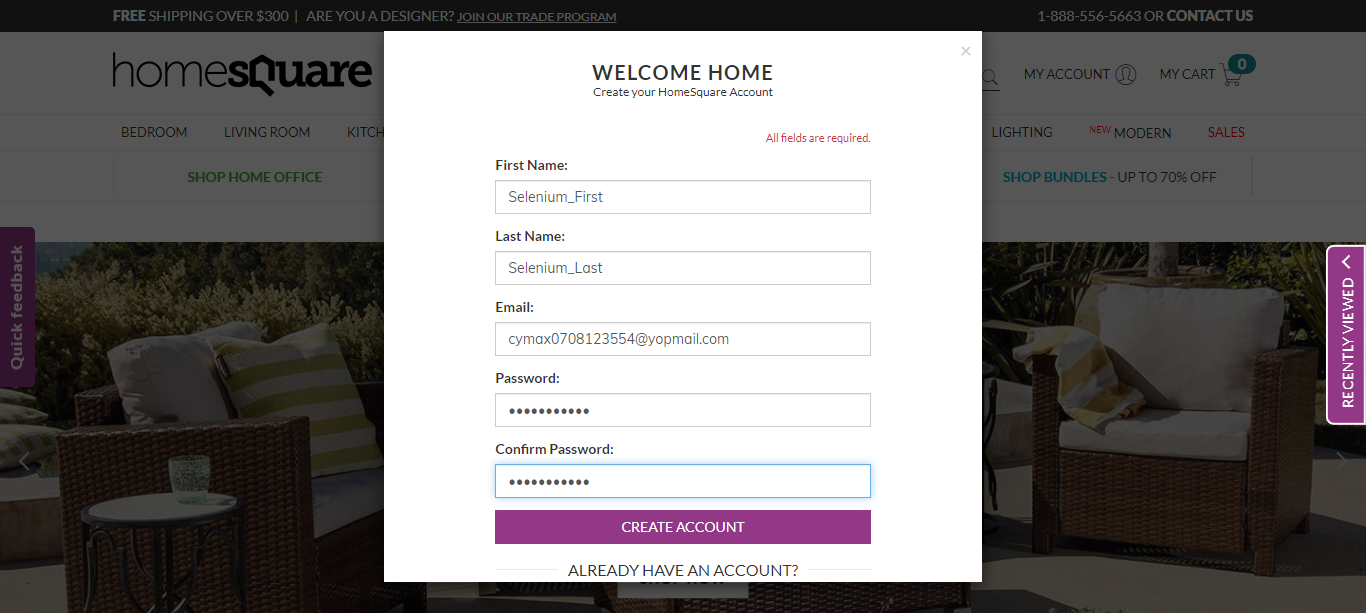 FREE SHIPPING OVER $300 | ARE YOU A DESIGNER? JOIN OUR TRADE PROGRAM
1-888-556-5663 OR CONTACT US
homesquare
MY ACCOUNT
MY CART
0
BEDROOM
LIVING ROOM
KITCH
LIGHTING
NEW MODERN
SALES
SHOP HOME OFFICE
SHOP BUNDLES - UP TO 70% OFF
Quick feedback
×
WELCOME HOME
Create your HomeSquare Account
All fields are required.
First Name:
Selenium_First
Last Name:
Selenium_Last
Email:
cymax0708123554@yopmail.com
Password:
•••••••••••
Confirm Password:
•••••••••••
CREATE ACCOUNT
ALREADY HAVE AN ACCOUNT?
RECENTLY VIEWED